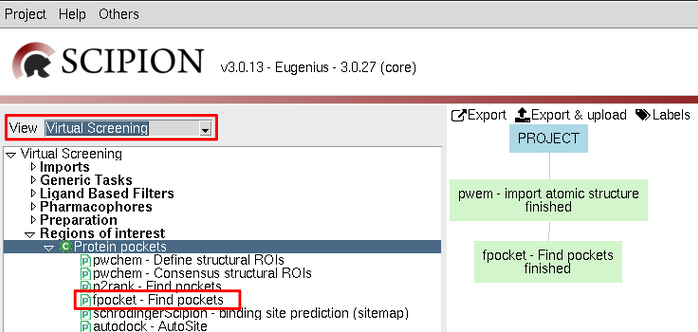 Project Help Others
SCIPION v3.0.13 - Eugenius - 3.0.27 (core)
View Virtual Screening
Virtual Screening
Imports
Generic Tasks
Ligand Based Filters
Pharmacophores
Preparation
Regions of interest
C Protein pockets
P pwchem - Define structural ROIs
P pwchem - Consensus structural ROIs
P p2rank - Find pockets
P fpocket - Find pockets
P schrodingerScipion - binding site prediction (sitemap)
P autodock - AutoSite
Export Export & upload Labels
PROJECT
pwem - import atomic structure
finished
fpocket - Find pockets
finished